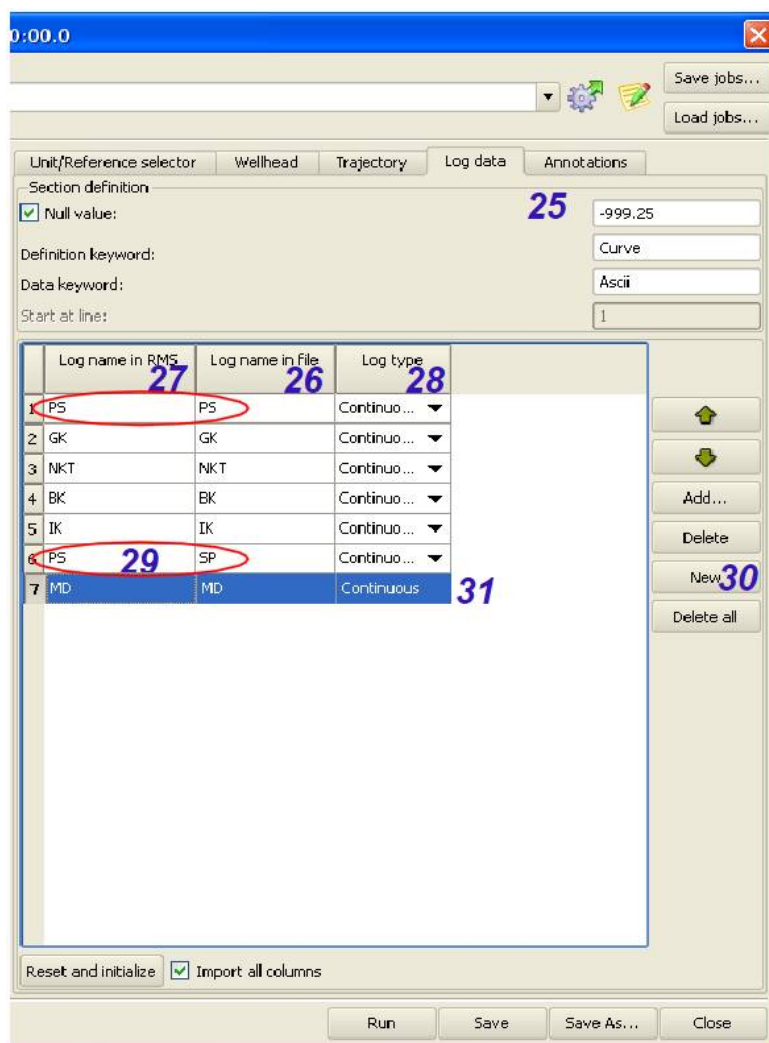 0:00.0
Save jobs...
Load jobs...
Unit/Reference selector Wellhead Trajectory Log data Annotations
Section definition
Null value: 25 -999.25
Definition keyword: Curve
Data keyword: Ascii
Start at line: 1
Log name in RMS Log name in file Log type
27 26 28
1 PS PS Continuo...
2 GK GK Continuo...
3 NKT NKT Continuo...
4 BK BK Continuo...
5 IK IK Continuo...
6 PS 29 SP Continuo...
7 MD MD Continuous 31
Add...
Delete
New 30
Delete all
Reset and initialize Import all columns
Run Save Save As... Close